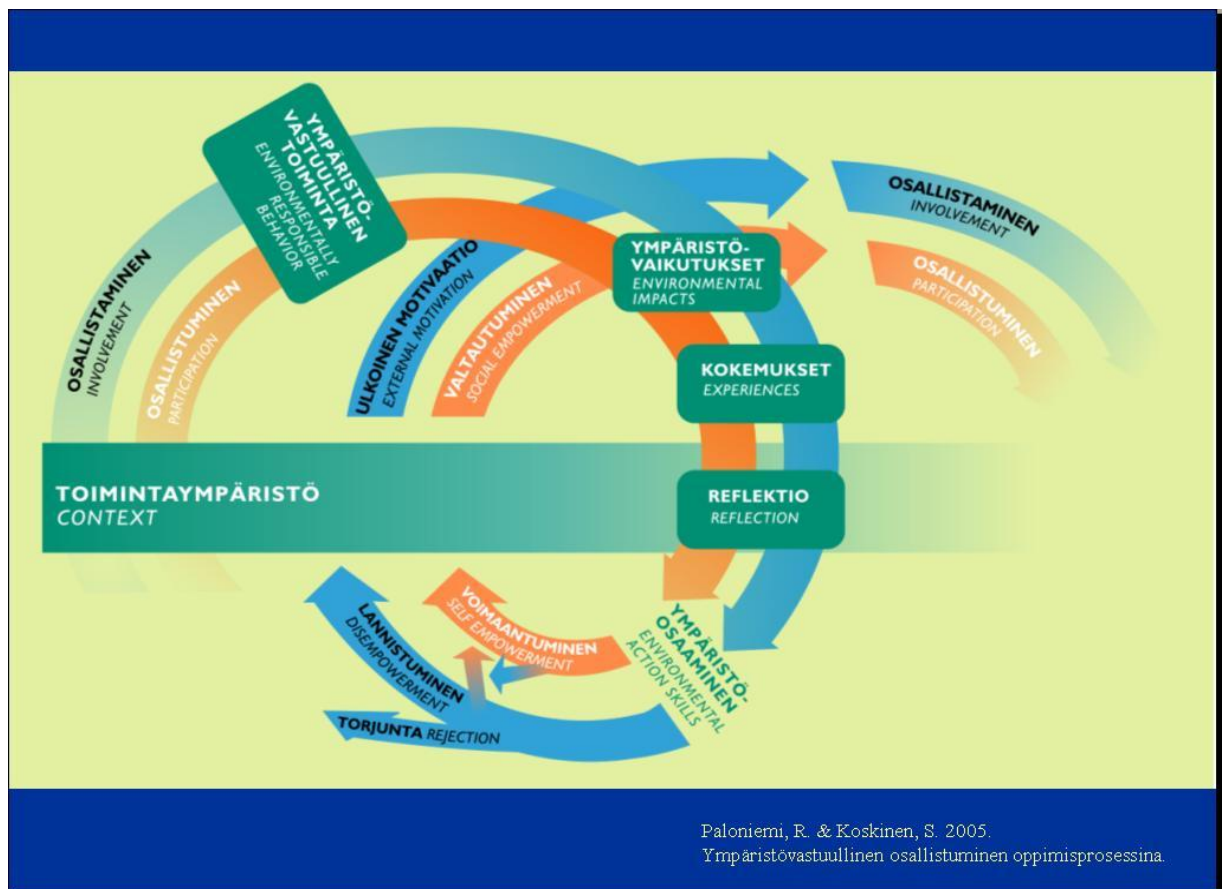 YMPÄRISTÖ-
VASTUULLINEN
TOIMINTA
ENVIRONMENTALLY
RESPONSIBLE
BEHAVIOR
OSALLISTAMINEN
INVOLVEMENT
OSALLISTUMINEN
PARTICIPATION
ULKOINEN MOTIVAATIO
EXTERNAL MOTIVATION
VALTAUTUMINEN
SOCIAL EMPOWERMENT
YMPÄRISTÖ-
VAIKUTUKSET
ENVIRONMENTAL
IMPACTS
OSALLISTAMINEN
INVOLVEMENT
OSALLISTUMINEN
PARTICIPATION
KOKEMUKSET
EXPERIENCES
TOIMINTAYMPÄRISTÖ
CONTEXT
REFLEKTIO
REFLECTION
YMPÄRISTÖ-
OSAAMINEN
ENVIRONMENTAL
ACTION SKILLS
VOIMAANTUMINEN
SELF EMPOWERMENT
LANNISTUMINEN
DISEMPOWERMENT
TORJUNTA REJECTION
Paloniemi, R. & Koskinen, S. 2005.
Ympäristövastuullinen osallistuminen oppimisprosessina.